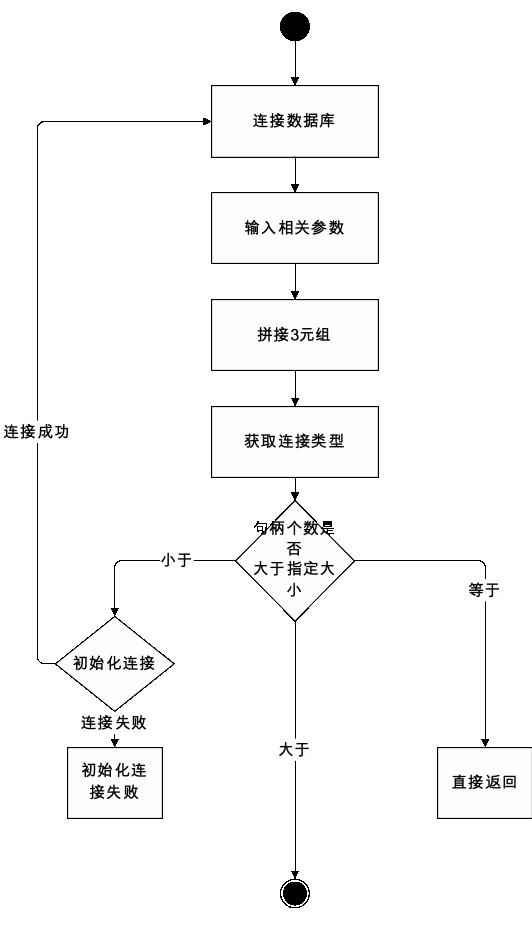 连接数据库
输入相关参数
拼接3元组
连接成功
获取连接类型
句柄个数是
否
大于指定大
小
小于
等于
初始化连接
连接失败
大于
初始化连
接失败
直接返回